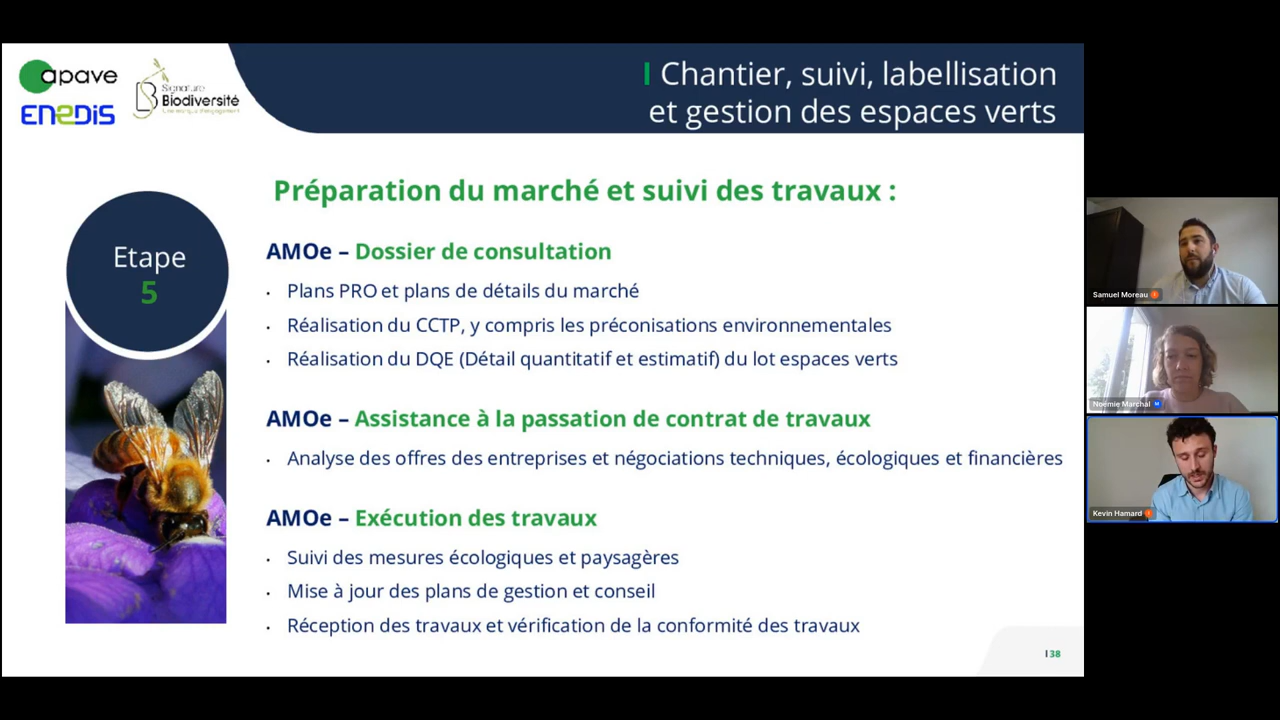 apave
Enedis
Signature
Biodiversité
Chantier, suivi, labellisation
et gestion des espaces verts
Etape
5
Préparation du marché et suivi des travaux :
AMOe – Dossier de consultation
· Plans PRO et plans de détails du marché
· Réalisation du CCTP, y compris les préconisations environnementales
· Réalisation du DQE (Détail quantitatif et estimatif) du lot espaces verts
AMOe – Assistance à la passation de contrat de travaux
· Analyse des offres des entreprises et négociations techniques, écologiques et financières
AMOe – Exécution des travaux
· Suivi des mesures écologiques et paysagères
· Mise à jour des plans de gestion et conseil
· Réception des travaux et vérification de la conformité des travaux
38
Samuel Moreau
Noémie Marchal
Kevin Hamard